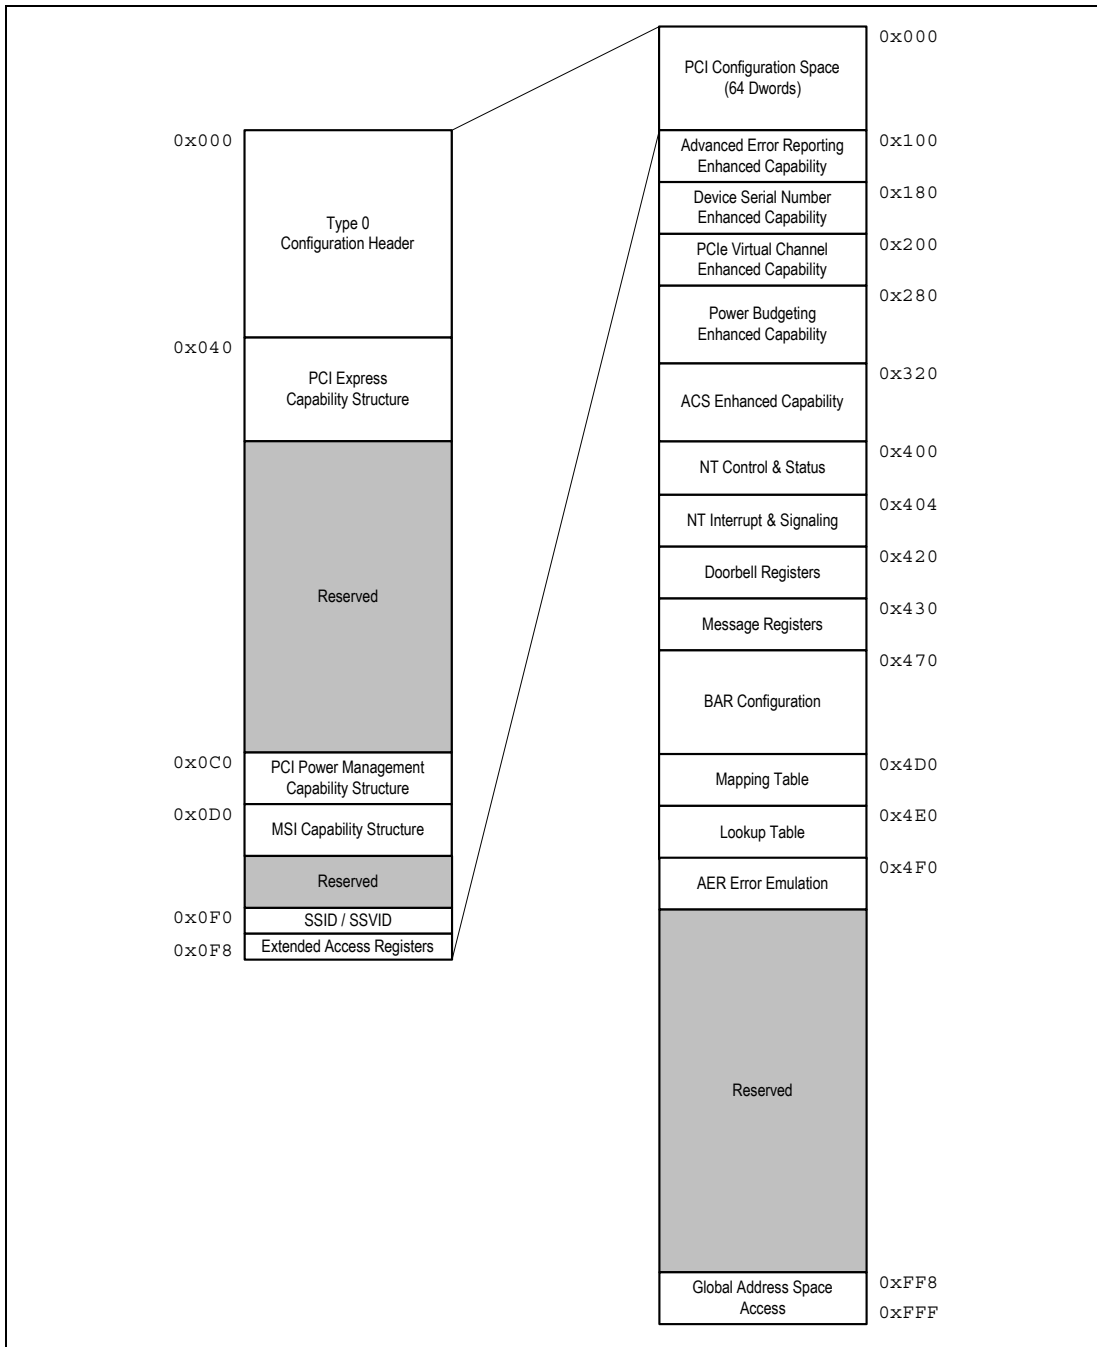 0x000
Type 0
Configuration Header
0x040
PCI Express
Capability Structure
Reserved
0x0C0
PCI Power Management
Capability Structure
0x0D0
MSI Capability Structure
Reserved
0x0F0
SSID / SSVID
0x0F8
Extended Access Registers
0x000
PCI Configuration Space
(64 Dwords)
0x100
Advanced Error Reporting
Enhanced Capability
0x180
Device Serial Number
Enhanced Capability
0x200
PCIe Virtual Channel
Enhanced Capability
0x280
Power Budgeting
Enhanced Capability
0x320
ACS Enhanced Capability
0x400
NT Control & Status
0x404
NT Interrupt & Signaling
0x420
Doorbell Registers
0x430
Message Registers
0x470
BAR Configuration
0x4D0
Mapping Table
0x4E0
Lookup Table
0x4F0
AER Error Emulation
Reserved
0xFF8
Global Address Space
Access
0xFFF